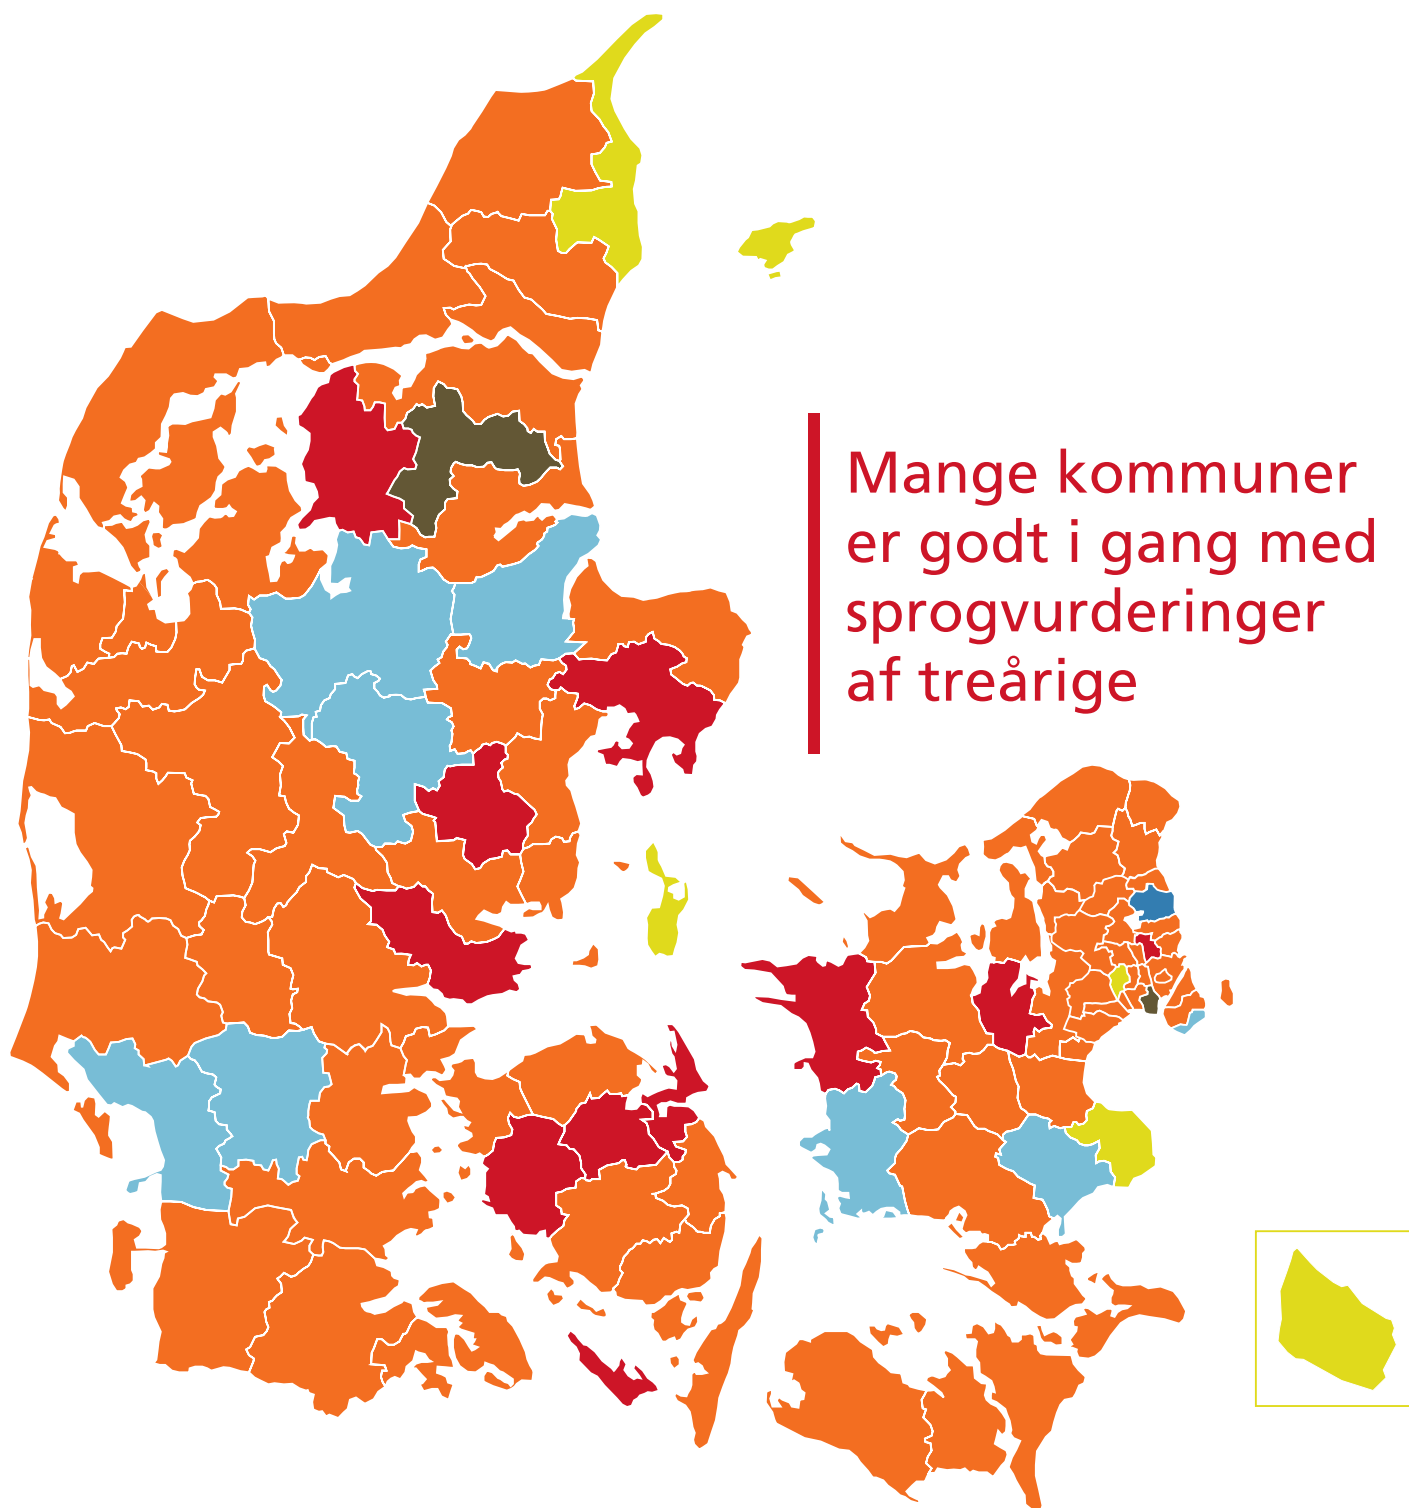 Mange kommuner
er godt i gang med
sprogvurderinger
af treårige